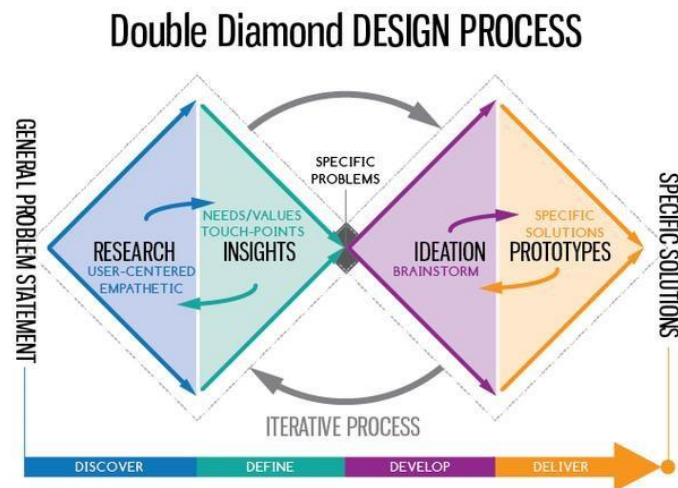 Double Diamond DESIGN PROCESS
GENERAL PROBLEM STATEMENT
SPECIFIC
PROBLEMS
RESEARCH
USER-CENTERED
EMPATHETIC
NEEDS/VALUES
TOUCH-POINTS
INSIGHTS
IDEATION
BRAINSTORM
SPECIFIC
SOLUTIONS
PROTOTYPES
SPECIFIC SOLUTIONS
ITERATIVE PROCESS
DISCOVER
DEFINE
DEVELOP
DELIVER